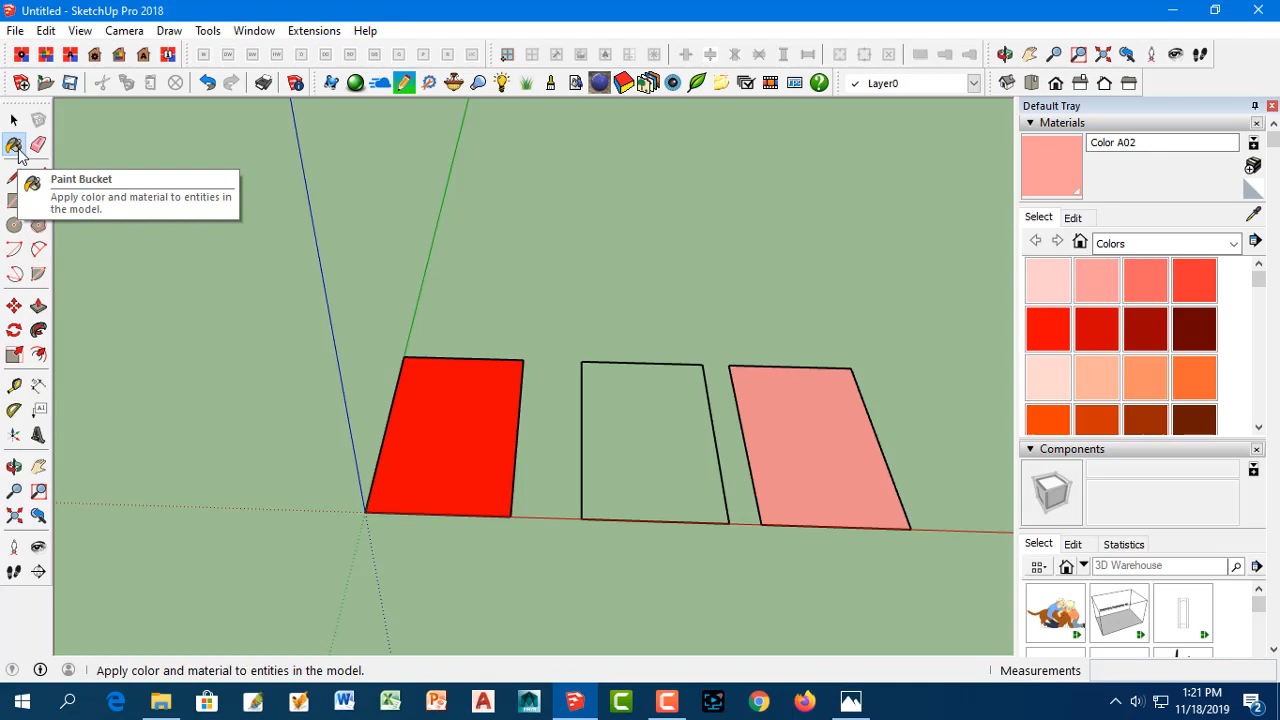 Untitled - SketchUp Pro 2018
File Edit View Camera Draw Tools Window Extensions Help
Layer0
Default Tray
Materials
Color A02
Paint Bucket
Apply color and material to entities in
the model.
Select Edit
Colors
Components
Select Edit Statistics
3D Warehouse
Apply color and material to entities in the model.
Measurements
1:21 PM
11/18/2019